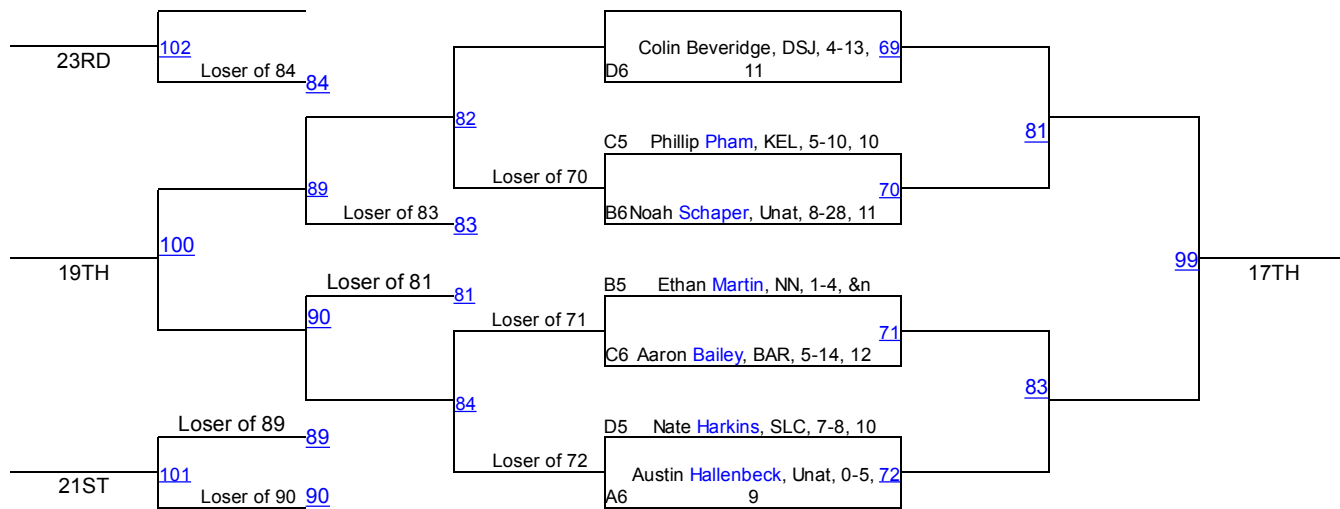 102
23RD
Loser of 84
84
Colin Beveridge, DSJ, 4-13, 69
D6 11
82
81
C5 Phillip Pham, KEL, 5-10, 10
Loser of 70
70
89
Loser of 83
83
B6Noah Schaper, Unat, 8-28, 11
100
19TH
99
17TH
Loser of 81
81
B5 Ethan Martin, NN, 1-4, &n
90
Loser of 71
71
C6 Aaron Bailey, BAR, 5-14, 12
84
83
Loser of 89
89
D5 Nate Harkins, SLC, 7-8, 10
Loser of 72
101
21ST
Austin Hallenbeck, Unat, 0-5, 72
Loser of 90 90
A6 9